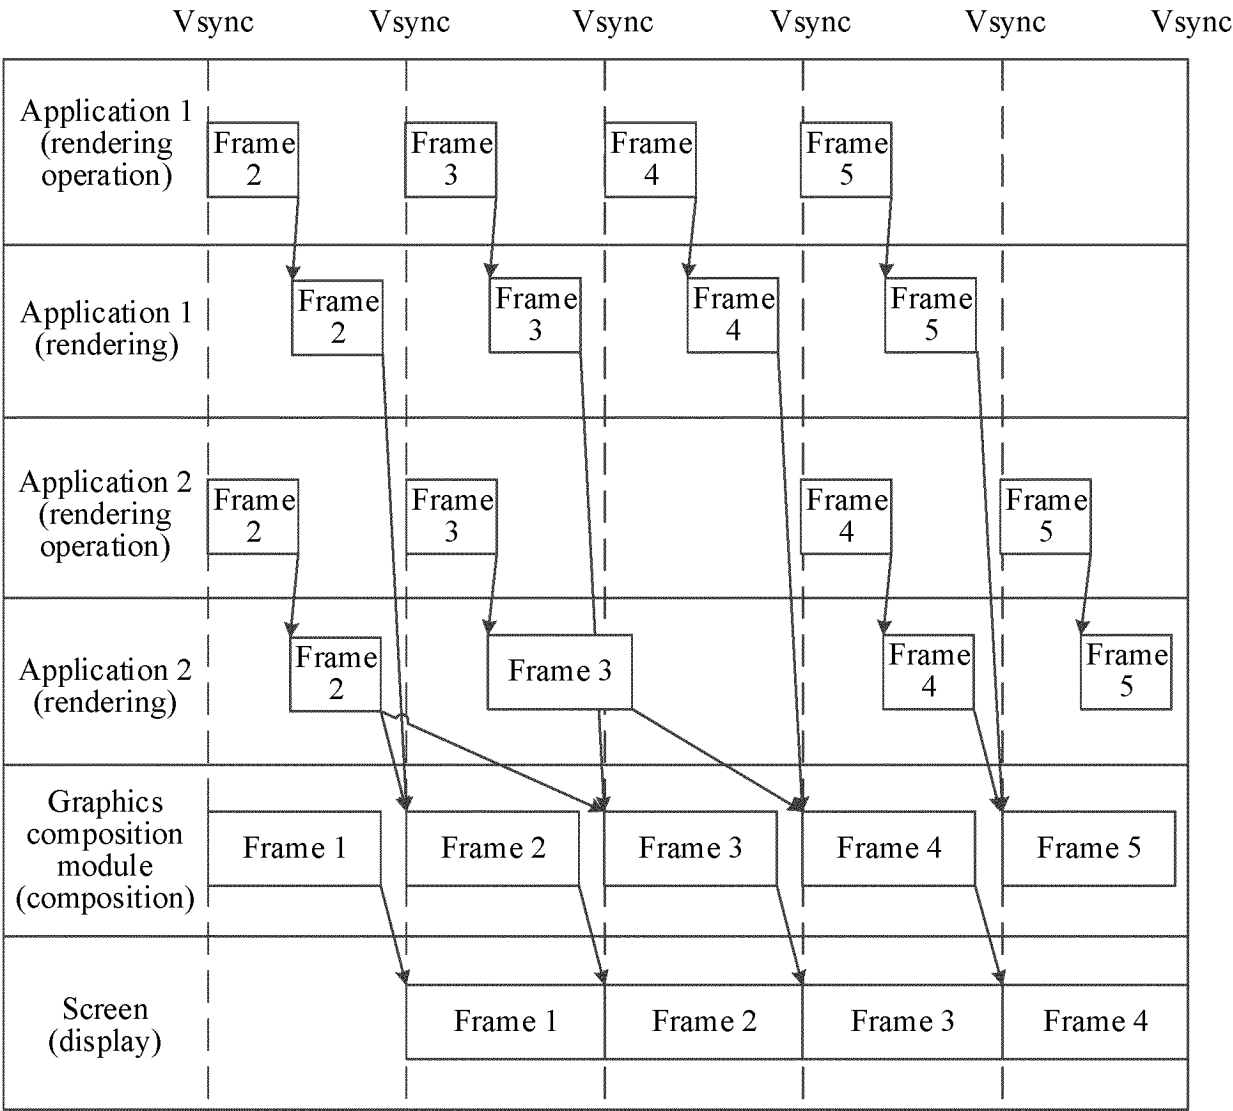 Vsync Vsync Vsync Vsync Vsync Vsync
Application 1
(rendering
operation)
Frame
2
Frame
3
Frame
4
Frame
5
Application 1
(rendering)
Frame
2
Frame
3
Frame
4
Frame
5
Application 2
(rendering
operation)
Frame
2
Frame
3
Frame
4
Frame
5
Application 2
(rendering)
Frame
2
Frame 3
Frame
4
Frame
5
Graphics
composition
module
(composition)
Frame 1
Frame 2
Frame 3
Frame 4
Frame 5
Screen
(display)
Frame 1
Frame 2
Frame 3
Frame 4